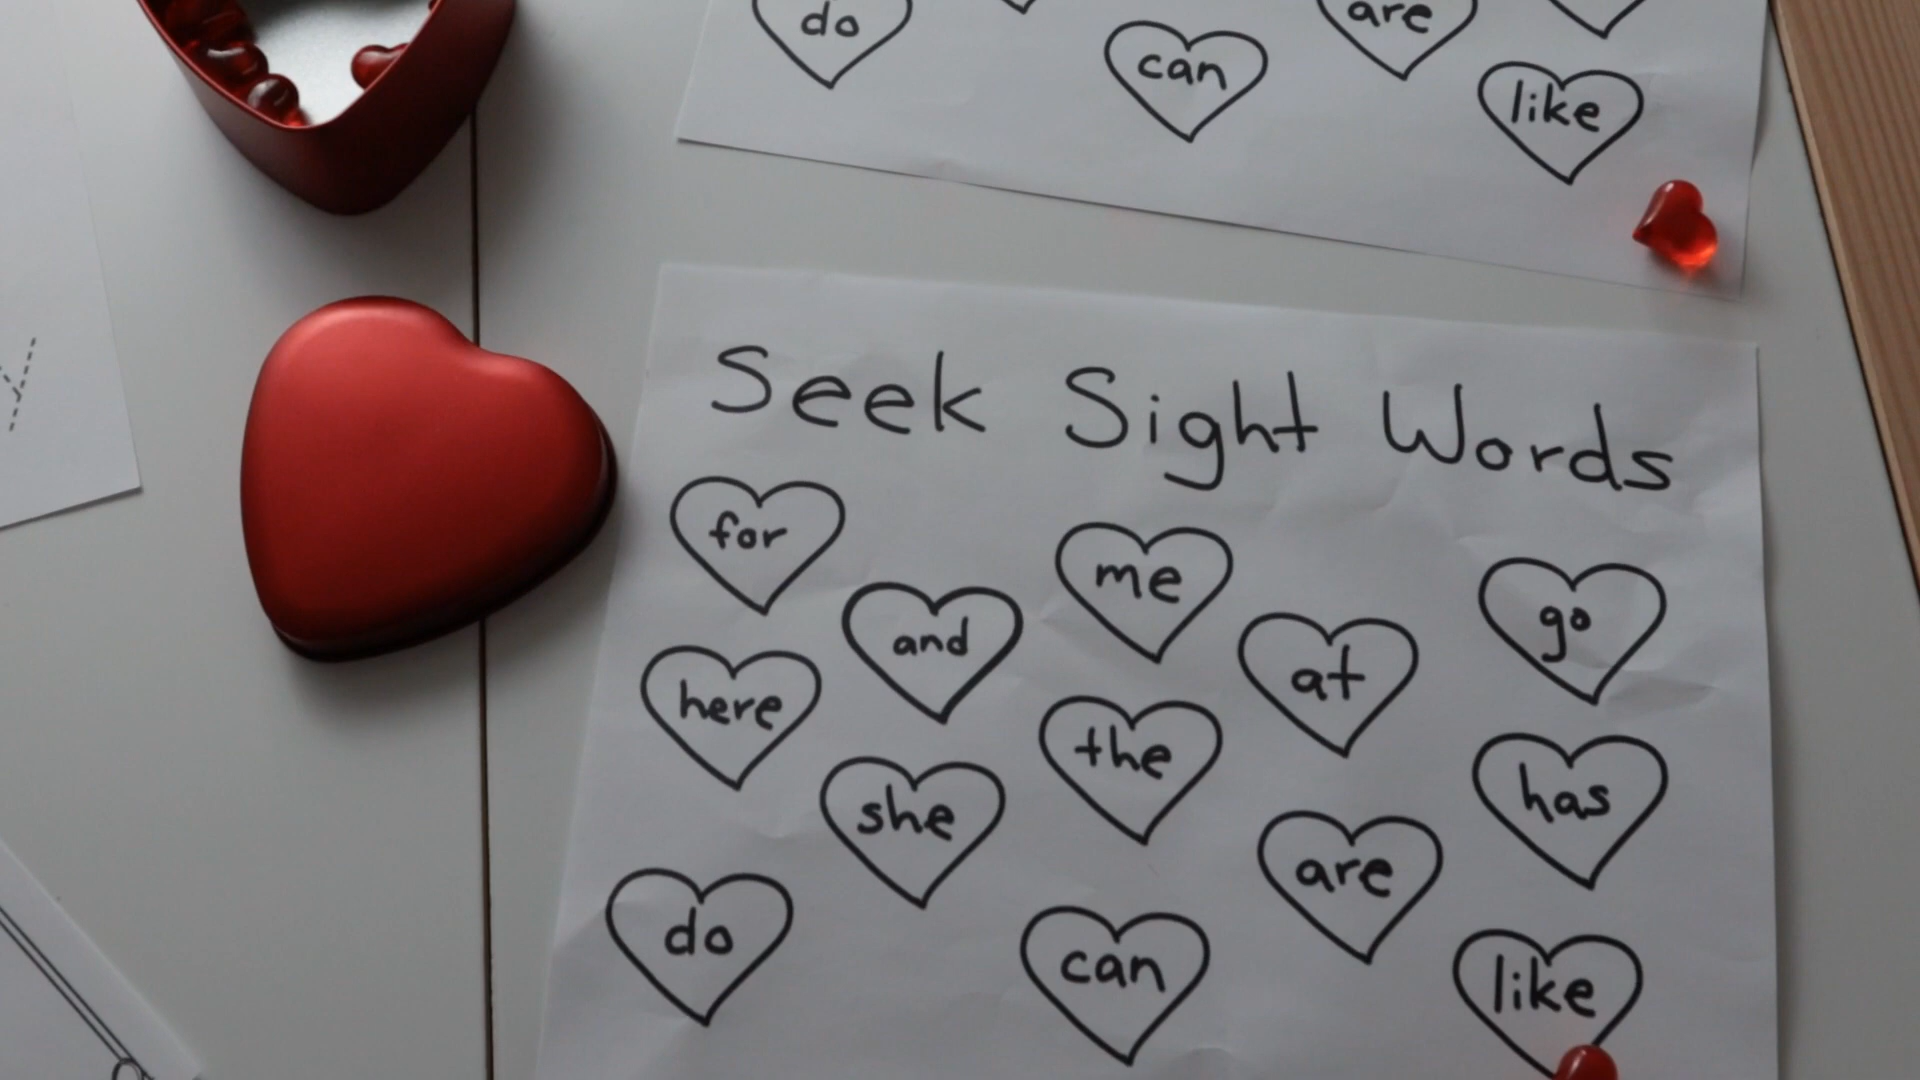 do
can
are
like
Seek Sight Words
for
me
go
and
at
here
the
has
she
are
do
can
like